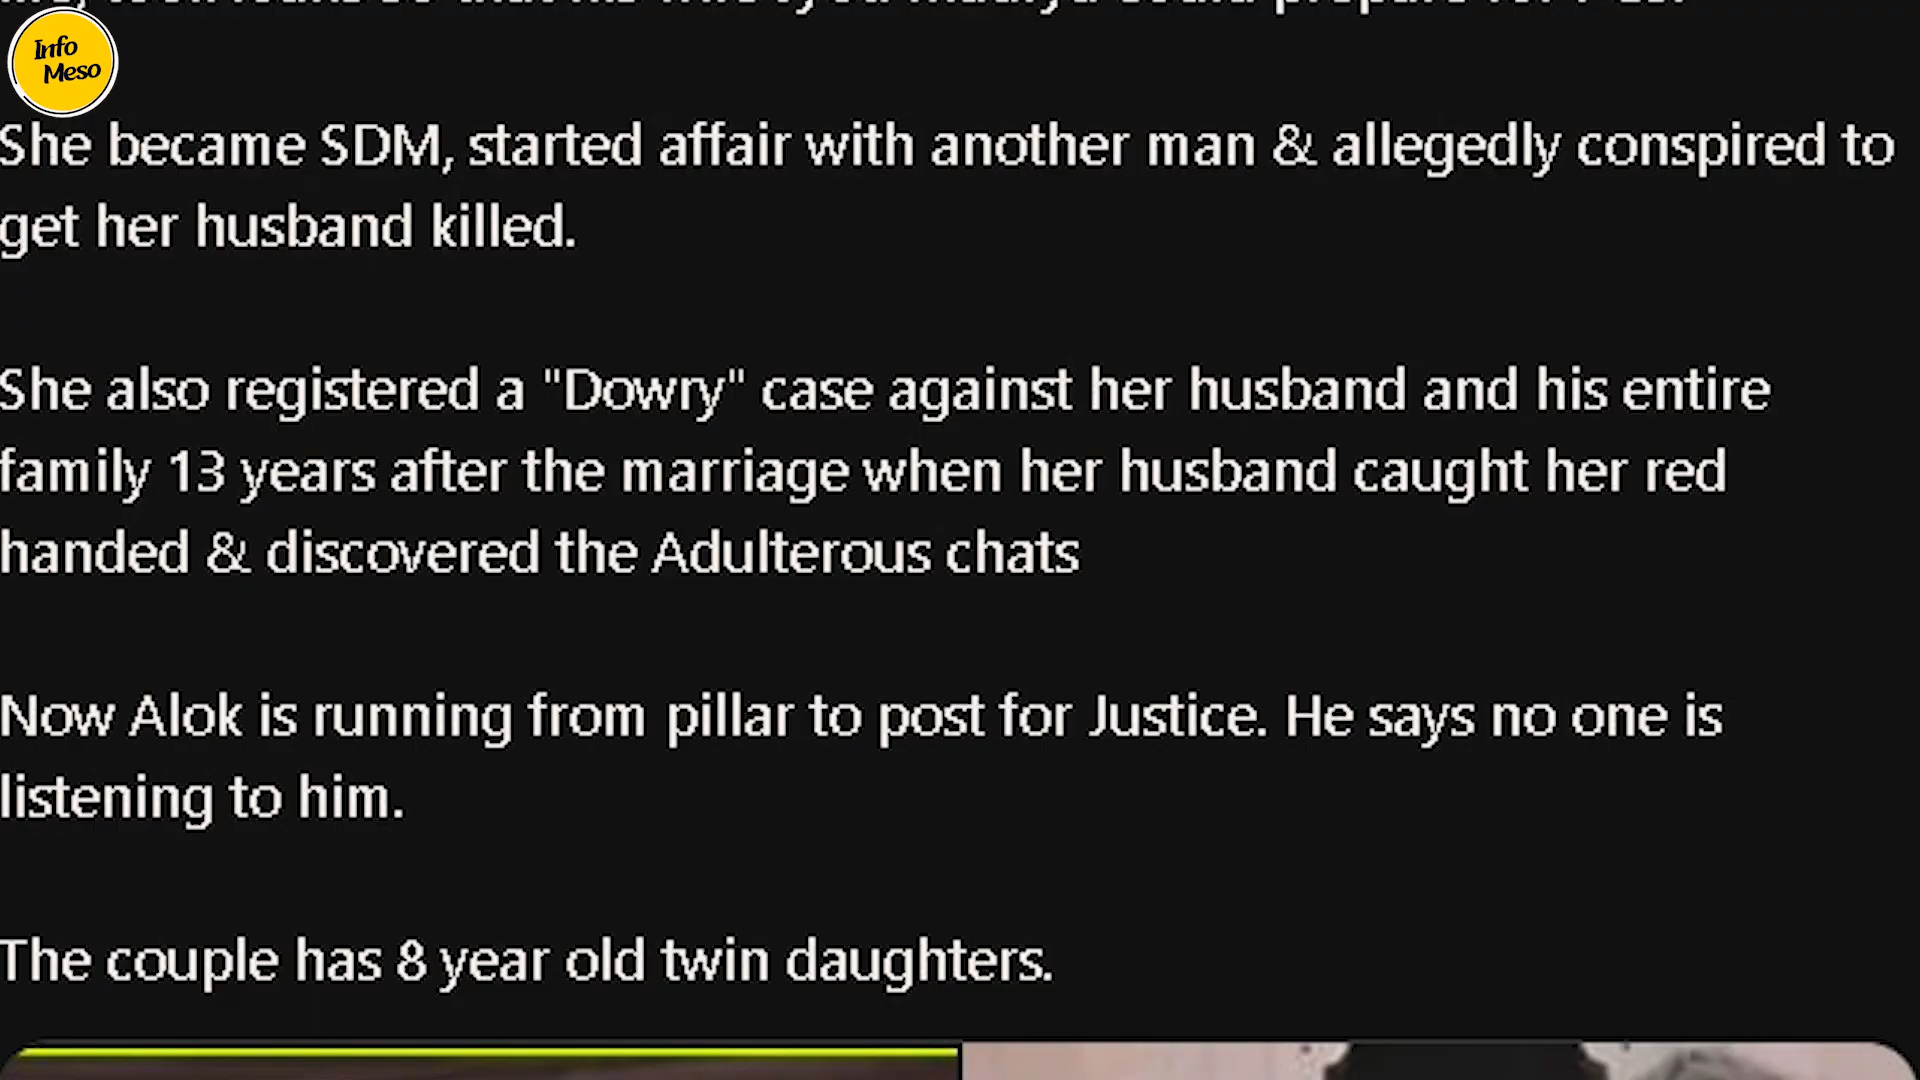 Info
Meso
She became SDM, started affair with another man & allegedly conspired to
get her husband killed.
She also registered a "Dowry" case against her husband and his entire
family 13 years after the marriage when her husband caught her red
handed & discovered the Adulterous chats
Now Alok is running from pillar to post for Justice. He says no one is
listening to him.
The couple has 8 year old twin daughters.